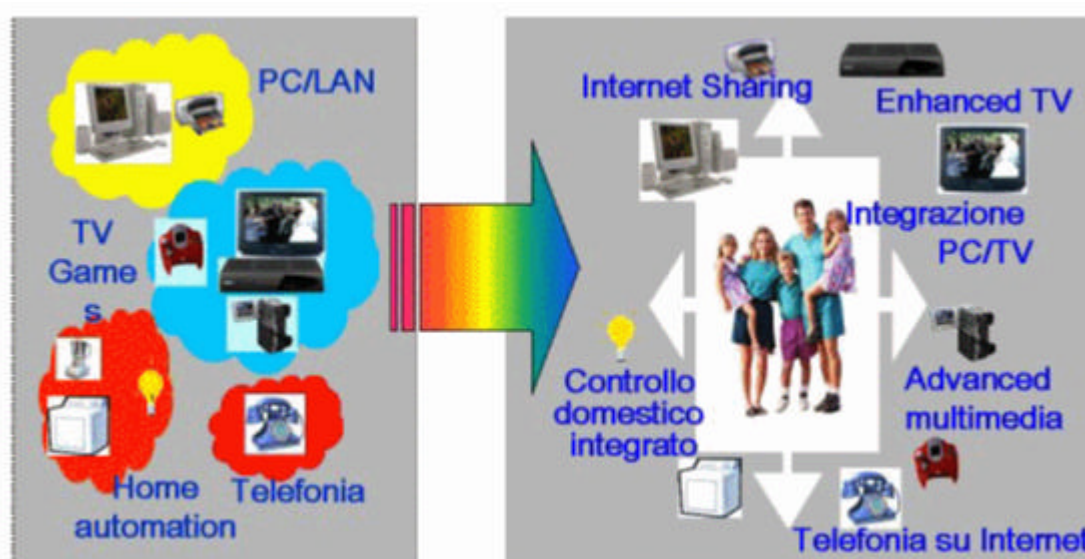 PC/LAN
TV
Game
s
Home
automation
Telefonia
Internet Sharing
Enhanced TV
Integrazione
PC/TV
Controllo
domestico
integrato
Advanced
multimedia
Telefonia su Internet